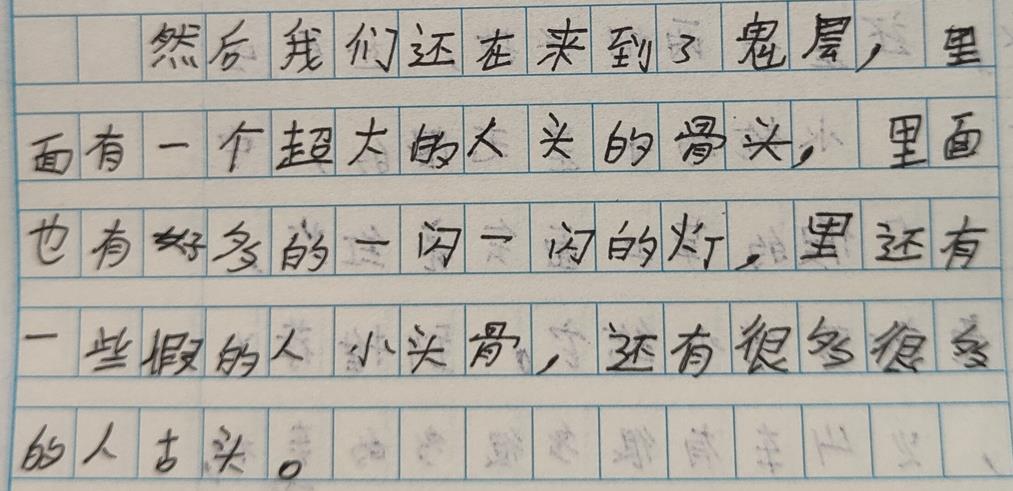 然后我们还在来到了鬼层，里
面有一个超大的人头的骨头，里面
也有好多的一闪一闪的灯，里还有
一些假的人小头骨，还有很多很多
的人古头。